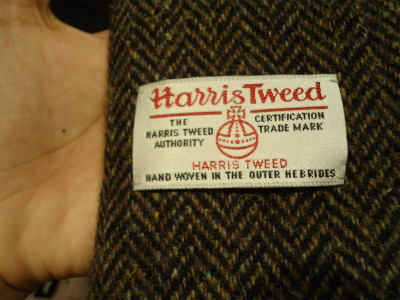 Harris Tweed
THE HARRIS TWEED AUTHORITY
CERTIFICATION TRADE MARK
HARRIS TWEED
HAND WOVEN IN THE OUTER HEBRIDES